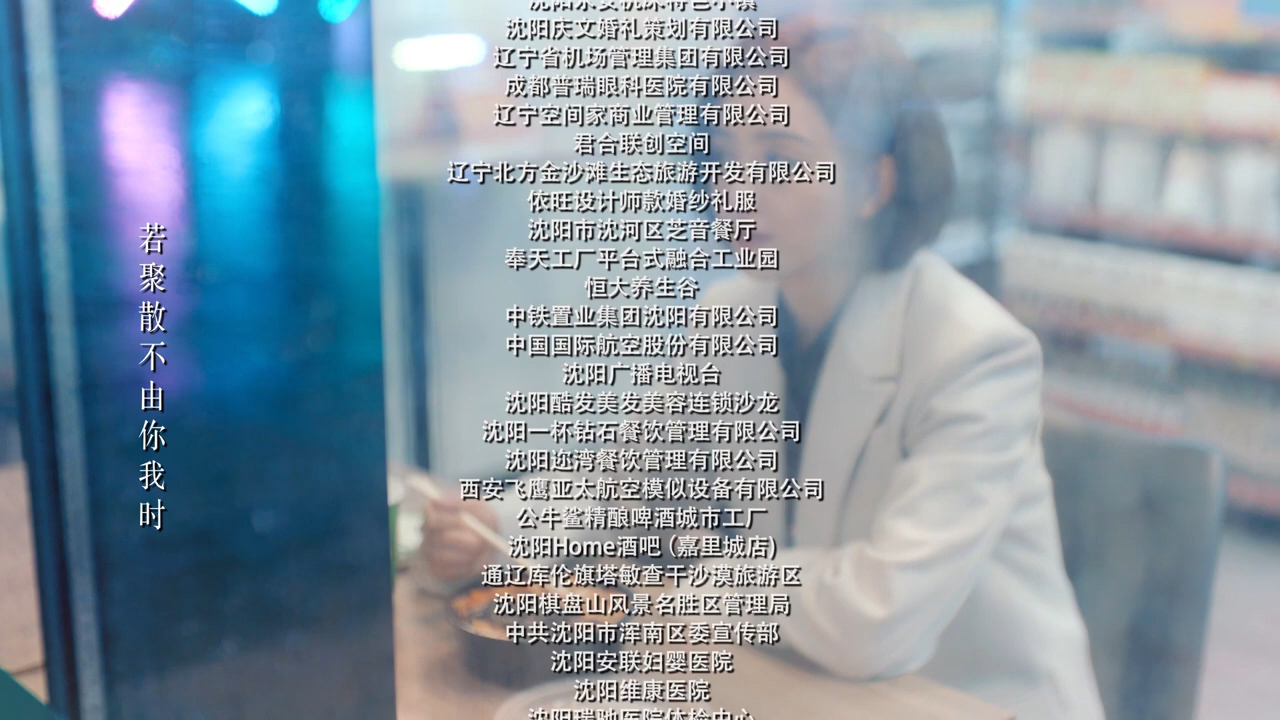 若聚散不由你我时
沈阳庆文婚礼策划有限公司
辽宁省机场管理集团有限公司
成都普瑞眼科医院有限公司
辽宁空间家商业管理有限公司
君合联创空间
辽宁北方金沙滩生态旅游开发有限公司
依旺设计师款婚纱礼服
沈阳市沈河区芝音餐厅
奉天工厂平台式融合工业园
恒大养生谷
中铁置业集团沈阳有限公司
中国国际航空股份有限公司
沈阳广播电视台
沈阳酷发美发美容连锁沙龙
沈阳一杯钻石餐饮管理有限公司
沈阳迩湾餐饮管理有限公司
西安飞鹰亚太航空模似设备有限公司
公牛鲨精酿啤酒城市工厂
沈阳Home酒吧 (嘉里城店)
通辽库伦旗塔敏查干沙漠旅游区
沈阳棋盘山风景名胜区管理局
中共沈阳市浑南区委宣传部
沈阳安联妇婴医院
沈阳维康医院
沈阳瑞驰医院体检中心